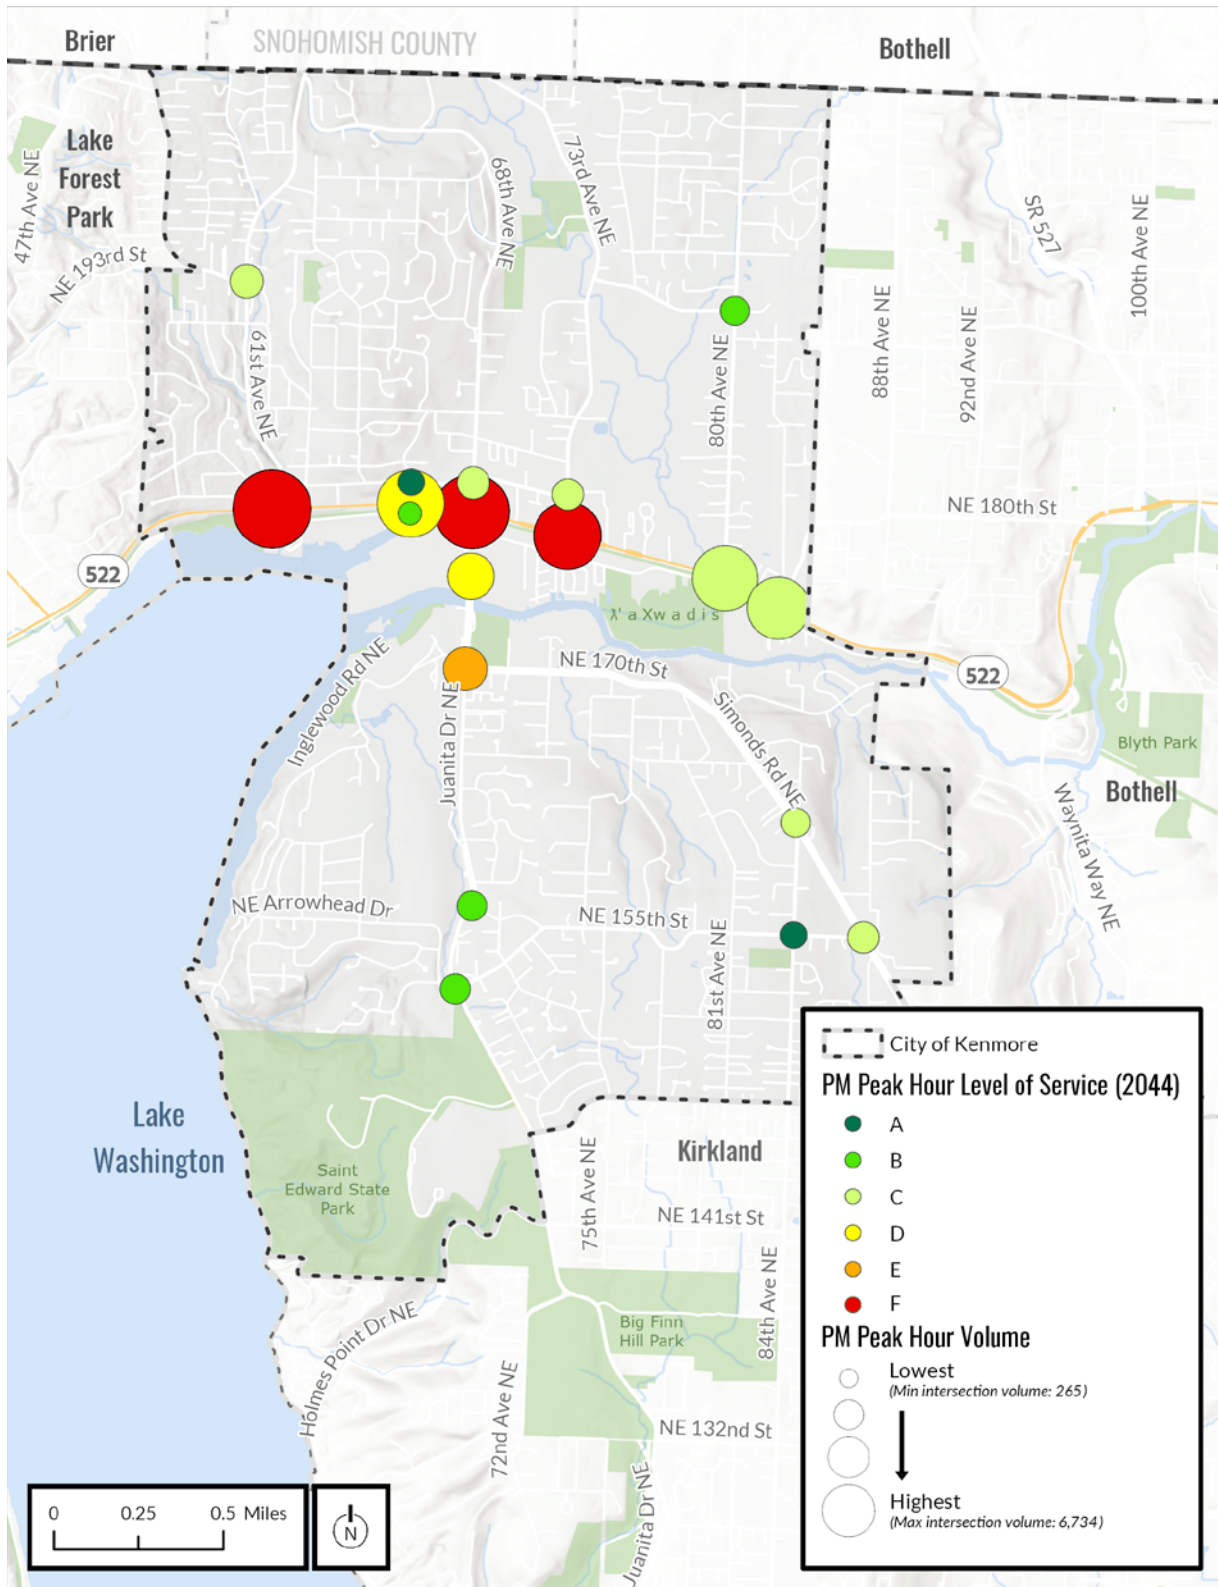 Brier
SNOHOMISH COUNTY
Bothell
Lake
Forest
Park
47th Ave NE
NE 193rd St
68th Ave NE
73rd Ave NE
SR 527
100th Ave NE
61st Ave NE
80th Ave NE
88th Ave NE
92nd Ave NE
NE 180th St
522
ƛ' a Xw a d i s
522
Inglewood Rd NE
Juanita Dr NE
NE 170th St
Simonds Rd NE
Blyth Park
Bothell
Waynita Way NE
NE Arrowhead Dr
NE 155th St
81st Ave NE
Lake
Washington
Saint
Edward State
Park
75th Ave NE
Kirkland
NE 141st St
84th Ave NE
Holmes Point Dr NE
Big Finn
Hill Park
72nd Ave NE
NE 132nd St
Juanita Dr NE
City of Kenmore
PM Peak Hour Level of Service (2044)
A
B
C
D
E
F
PM Peak Hour Volume
Lowest
(Min intersection volume: 265)
Highest
(Max intersection volume: 6,734)
0 0.25 0.5 Miles
N